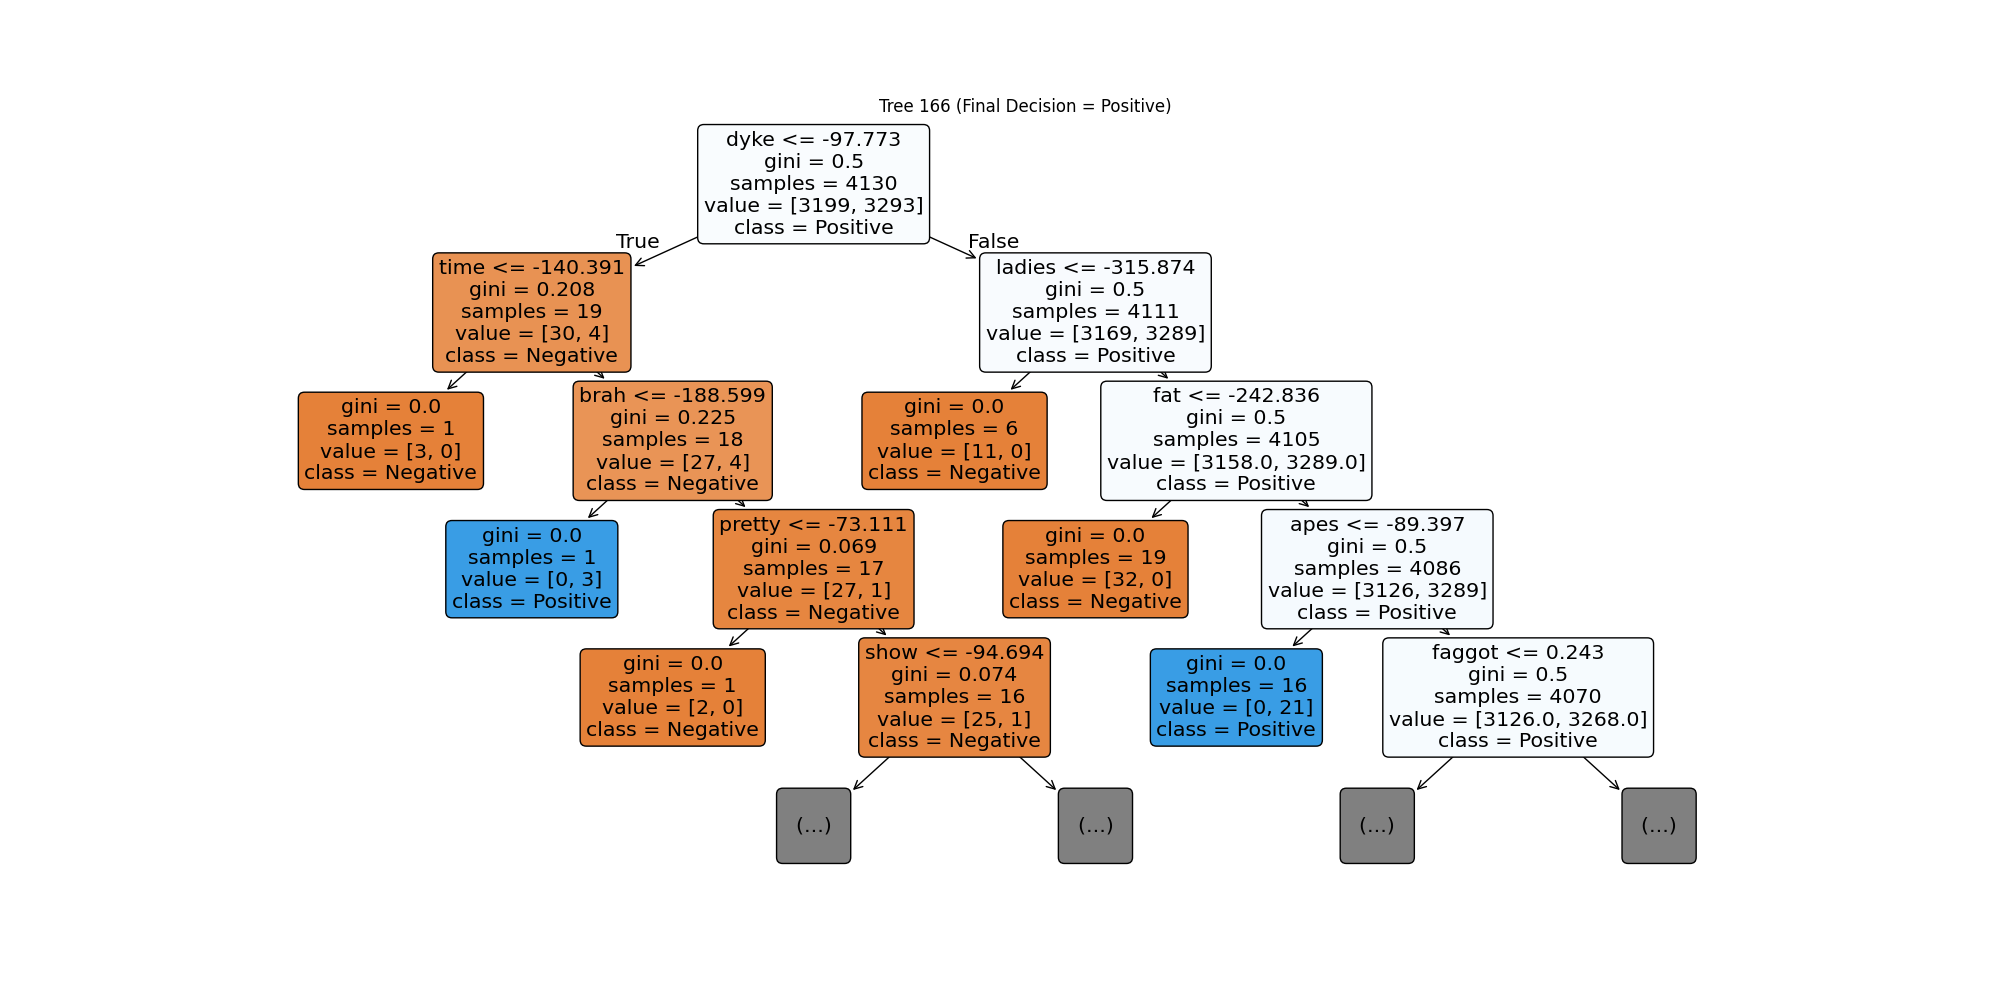 Tree 166 (Final Decision = Positive)
dyke <= -97.773
gini = 0.5
samples = 4130
value = [3199, 3293]
class = Positive
True
False
time <= -140.391
gini = 0.208
samples = 19
value = [30, 4]
class = Negative
ladies <= -315.874
gini = 0.5
samples = 4111
value = [3169, 3289]
class = Positive
gini = 0.0
samples = 1
value = [3, 0]
class = Negative
brah <= -188.599
gini = 0.225
samples = 18
value = [27, 4]
class = Negative
gini = 0.0
samples = 6
value = [11, 0]
class = Negative
fat <= -242.836
gini = 0.5
samples = 4105
value = [3158.0, 3289.0]
class = Positive
gini = 0.0
samples = 1
value = [0, 3]
class = Positive
pretty <= -73.111
gini = 0.069
samples = 17
value = [27, 1]
class = Negative
gini = 0.0
samples = 19
value = [32, 0]
class = Negative
apes <= -89.397
gini = 0.5
samples = 4086
value = [3126, 3289]
class = Positive
gini = 0.0
samples = 1
value = [2, 0]
class = Negative
show <= -94.694
gini = 0.074
samples = 16
value = [25, 1]
class = Negative
gini = 0.0
samples = 16
value = [0, 21]
class = Positive
faggot <= 0.243
gini = 0.5
samples = 4070
value = [3126.0, 3268.0]
class = Positive
(...)
(...)
(...)
(...)